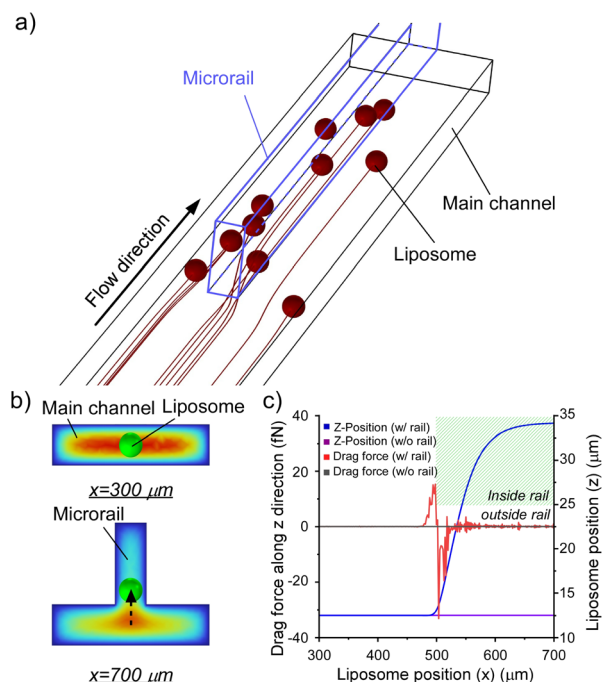 a)
Microrail
Main channel
Liposome
Flow direction
b)
Main channel
Liposome
x=300 μm
Microrail
x=700 μm
c)
Drag force along z direction (fN)
40
20
0
-20
-40
Z-Position (w/ rail)
Z-Position (w/o rail)
Drag force (w/ rail)
Drag force (w/o rail)
Inside rail
outside rail
35
30
25
20
15
10
Liposome position (z) (μm)
300
400
500
600
700
Liposome position (x) (μm)